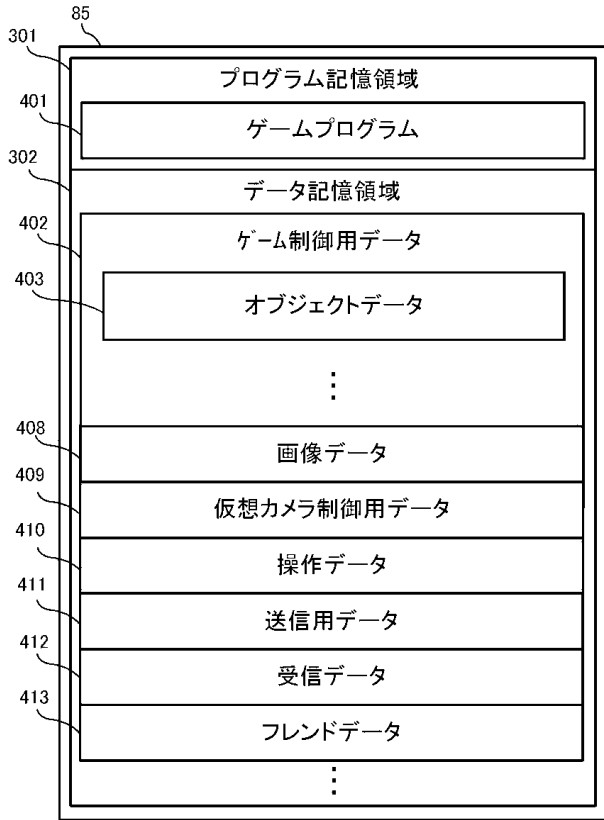 85
301
プログラム記憶領域
401
ゲームプログラム
302
データ記憶領域
402
ｹﾞｰﾑ制御用データ
403
オブジェクトデータ
⋮
408
画像データ
409
仮想カメラ制御用データ
410
操作データ
411
送信用データ
412
受信データ
413
フレンドデータ
⋮